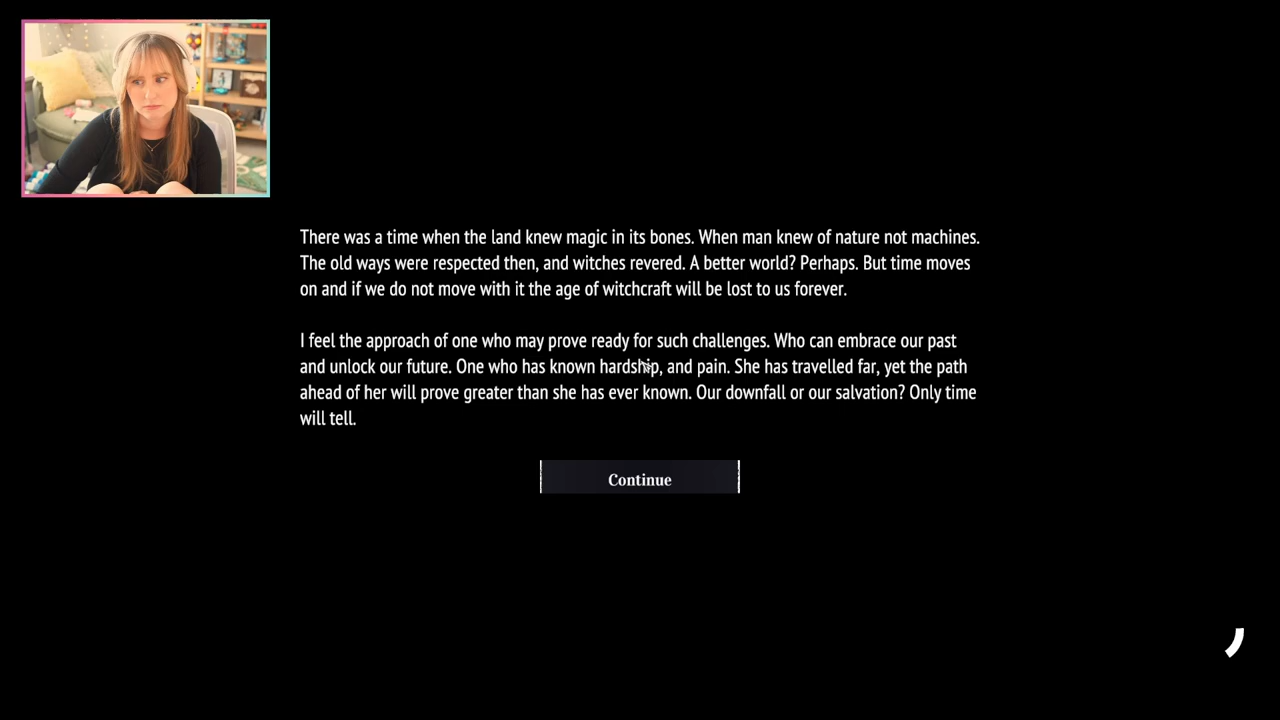 There was a time when the land knew magic in its bones. When man knew of nature not machines.
The old ways were respected then, and witches revered. A better world? Perhaps. But time moves
on and if we do not move with it the age of witchcraft will be lost to us forever.
I feel the approach of one who may prove ready for such challenges. Who can embrace our past
and unlock our future. One who has known hardship, and pain. She has travelled far, yet the path
ahead of her will prove greater than she has ever known. Our downfall or our salvation? Only time
will tell.
Continue